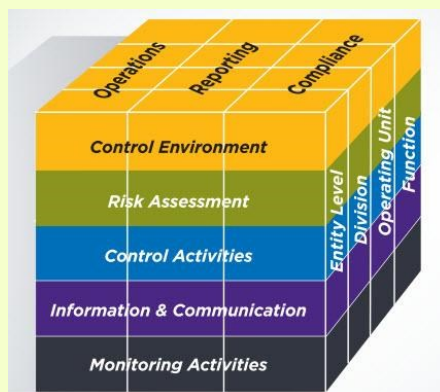 Operations
Reporting
Compliance
Control Environment
Risk Assessment
Control Activities
Information & Communication
Monitoring Activities
Entity Level
Division
Operating Unit
Function